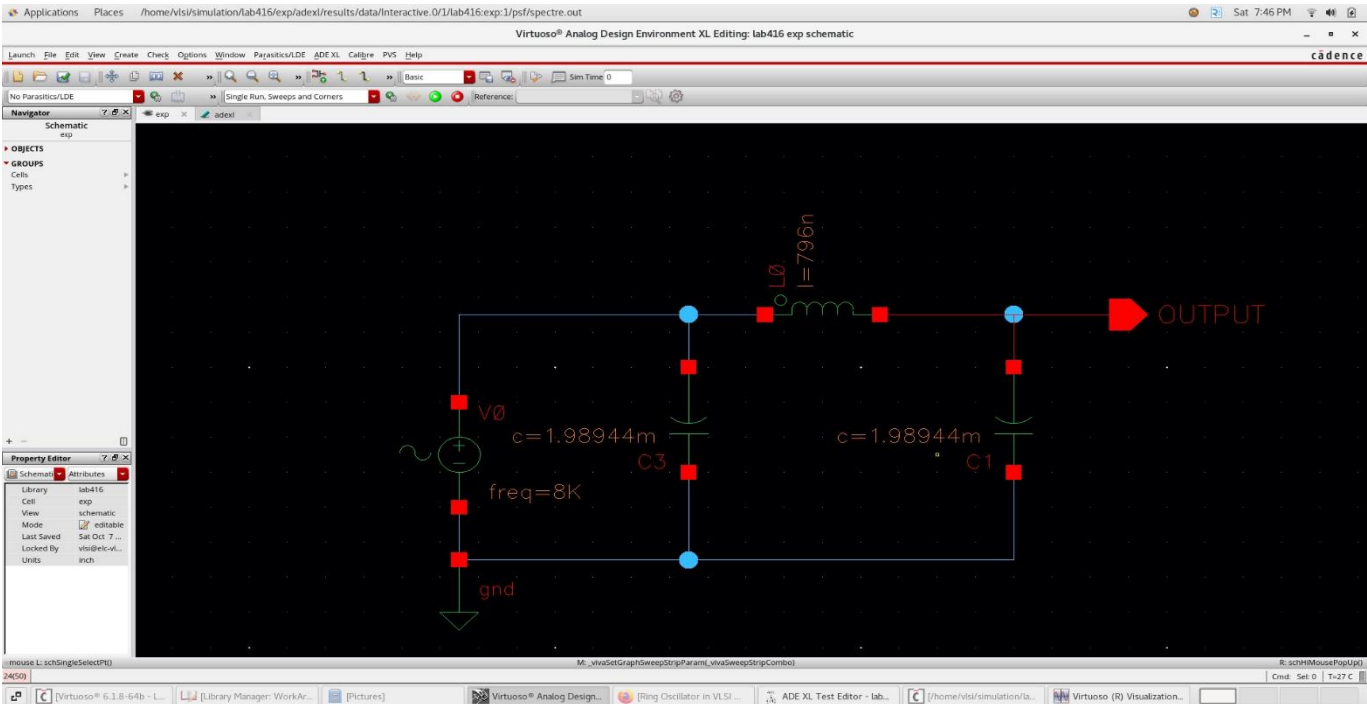 Applications Places /home/vlsi/simulation/lab416/exp/adexl/results/data/Interactive.0/1/lab416:exp:1/psf/spectre.out Sat 7:46 PM
Virtuoso® Analog Design Environment XL Editing: lab416 exp schematic
Launch File Edit View Create Check Options Window Parasitics/LDE ADE XL Calibre PVS Help cādence
» » Basic Sim Time 0
No Parasitics/LDE » Single Run, Sweeps and Corners Reference:
Navigator ? exp adexl
Schematic
exp
OBJECTS
GROUPS
Cells
Types
L0
l=796n
OUTPUT
V0
c=1.98944m
C3
c=1.98944m
C1
freq=8K
gnd
Property Editor ?
Schemati Attributes
Library lab416
Cell exp
View schematic
Mode editable
Last Saved Sat Oct 7 ...
Locked By vlsi@elc-vl...
Units inch
mouse L: schSingleSelectPt() M: _vivaSetGraphSweepStripParam(_vivaSweepStripCombo) R: schHiMousePopUp()
24(50) Cmd: Sel: 0 T=27 C
[Virtuoso® 6.1.8-64b - L... [Library Manager: WorkAr... [Pictures] Virtuoso® Analog Design... [Ring Oscillator in VLSI ... ADE XL Test Editor - lab... [/home/vlsi/simulation/la... Virtuoso (R) Visualization...